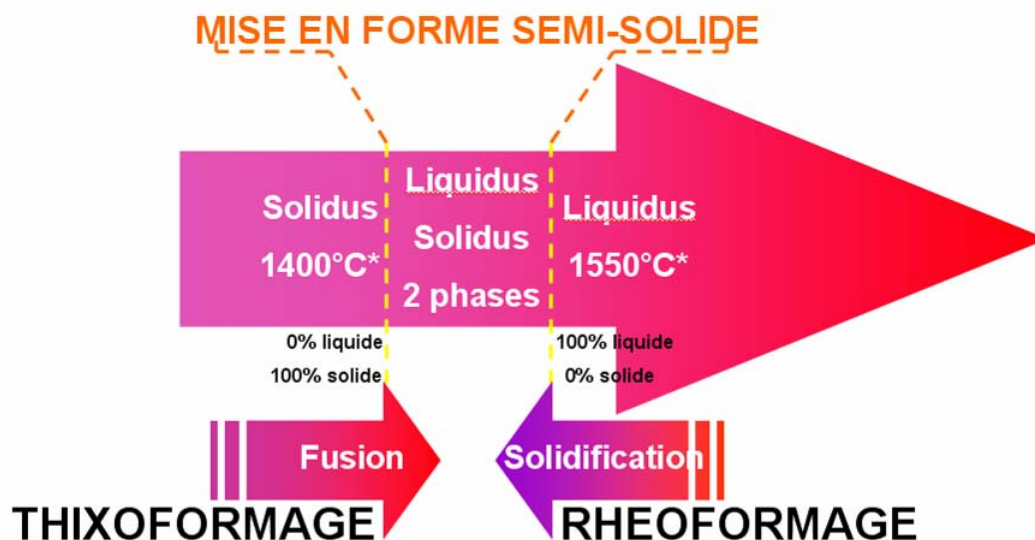 MISE EN FORME SEMI-SOLIDE
Solidus
1400°C*
Liquidus
Solidus
2 phases
Liquidus
1550°C*
0% liquide
100% solide
100% liquide
0% solide
Fusion
Solidification
THIXOFORMAGE
RHEOFORMAGE